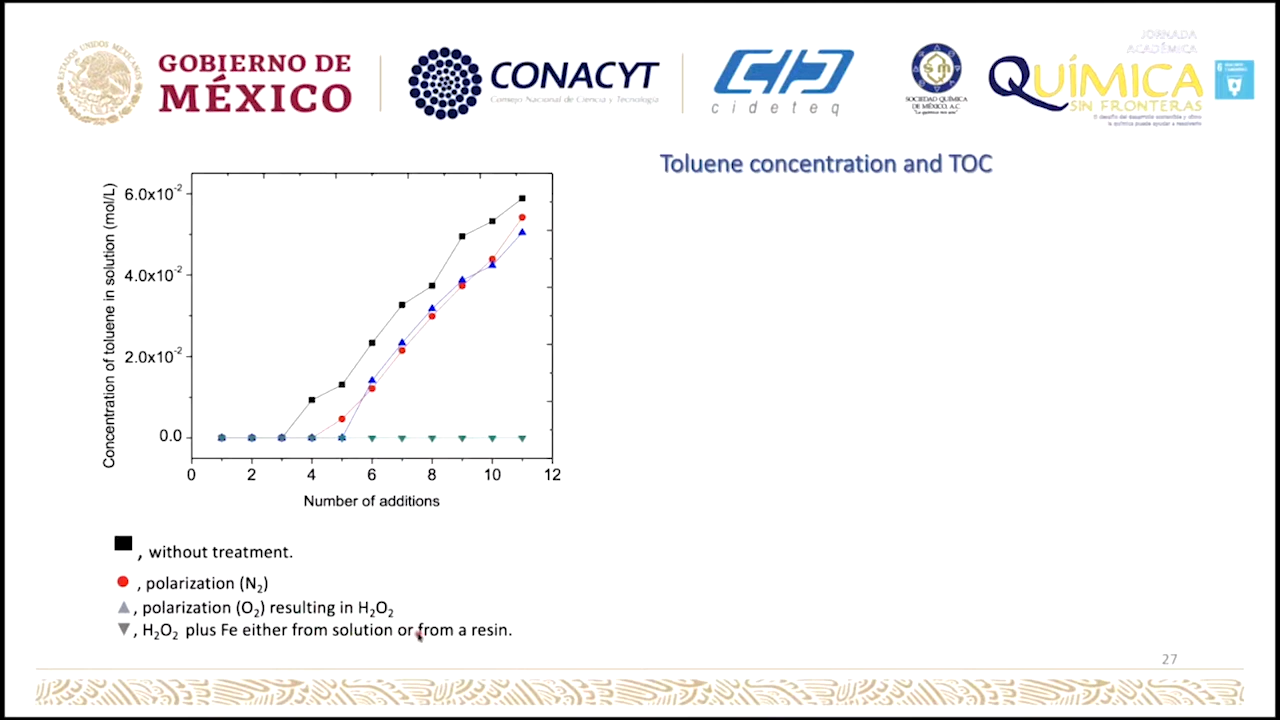 GOBIERNO DE
MÉXICO
CONACYT
Consejo Nacional de Ciencia y Tecnología
cideteq
SOCIEDAD QUÍMICA
DE MÉXICO, A.C.
JORNADA
ACADÉMICA
QUÍMICA
SIN FRONTERAS
Toluene concentration and TOC
Concentration of toluene in solution (mol/L)
6.0x10⁻²
4.0x10⁻²
2.0x10⁻²
0.0
0 2 4 6 8 10 12
Number of additions
, without treatment.
, polarization (N₂)
, polarization (O₂) resulting in H₂O₂
, H₂O₂ plus Fe either from solution or from a resin.
27